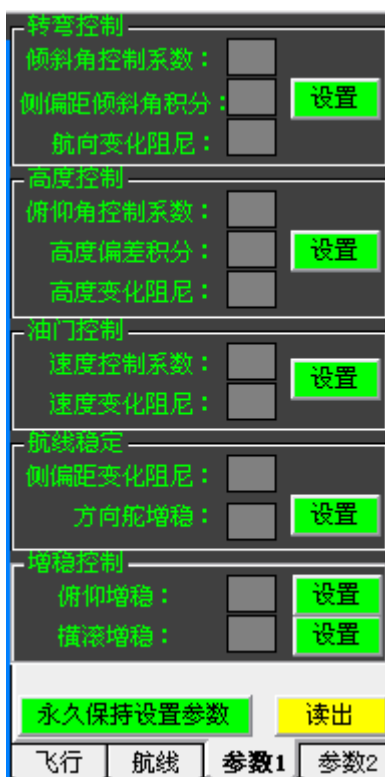 转弯控制
倾斜角控制系数：
侧偏距倾斜角积分：
设置
航向变化阻尼：
高度控制
俯仰角控制系数：
高度偏差积分：
设置
高度变化阻尼：
油门控制
速度控制系数：
设置
速度变化阻尼：
航线稳定
侧偏距变化阻尼：
方向舵增稳：
设置
增稳控制
俯仰增稳：
设置
横滚增稳：
设置
永久保持设置参数
读出
飞行
航线
参数1
参数2